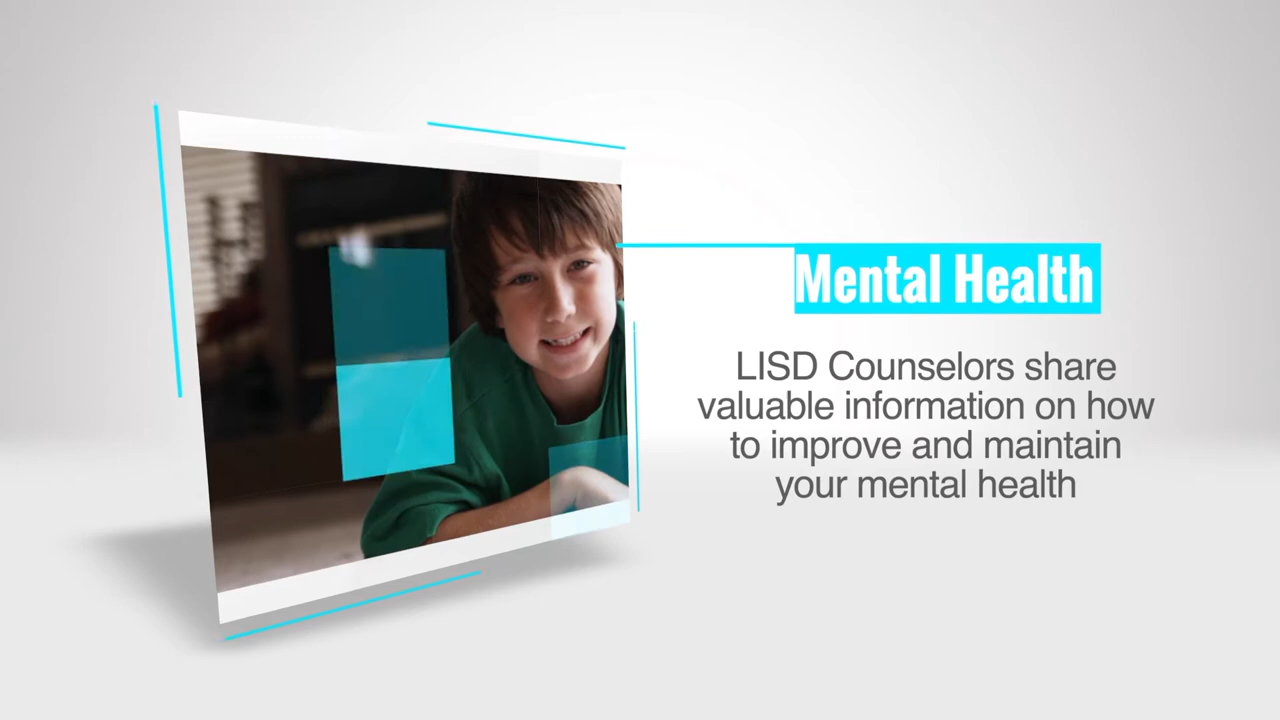 Mental Health
LISD Counselors share
valuable information on how
to improve and maintain
your mental health